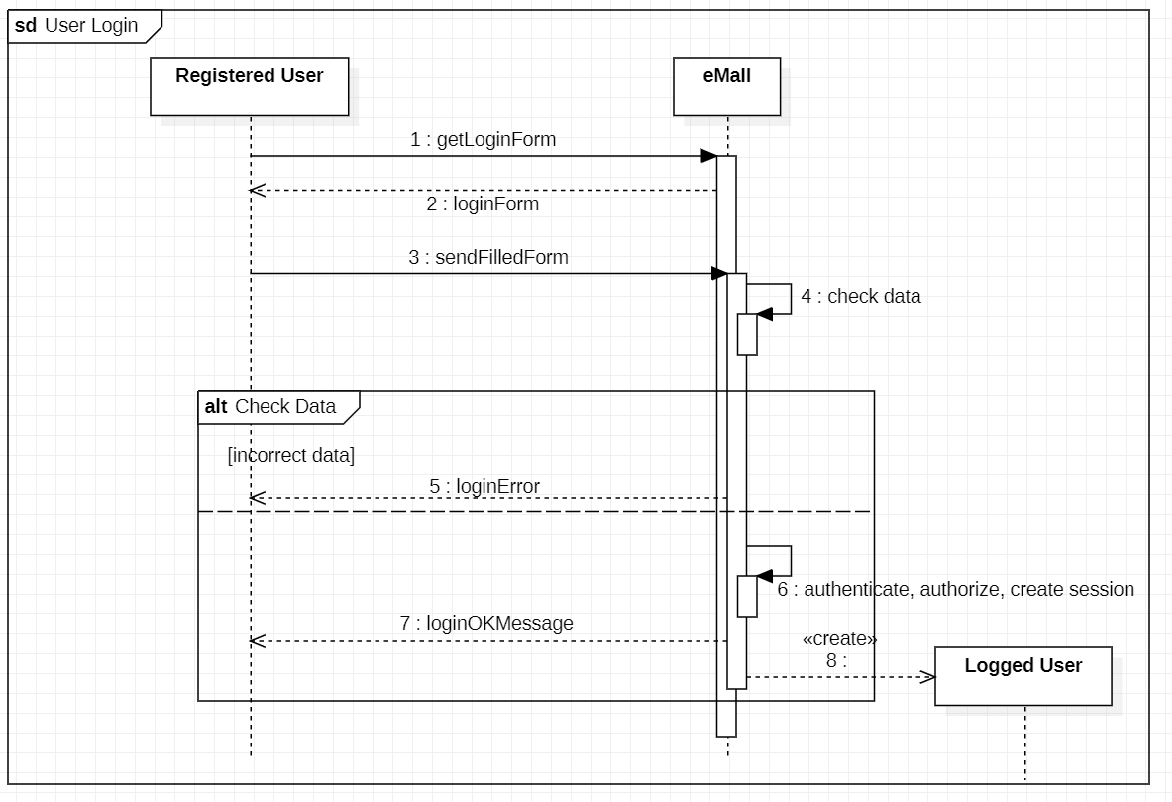 sd User Login
Registered User
eMall
1 : getLoginForm
2 : loginForm
3 : sendFilledForm
4 : check data
alt Check Data
[incorrect data]
5 : loginError
6 : authenticate, authorize, create session
7 : loginOKMessage
«create»
8 :
Logged User